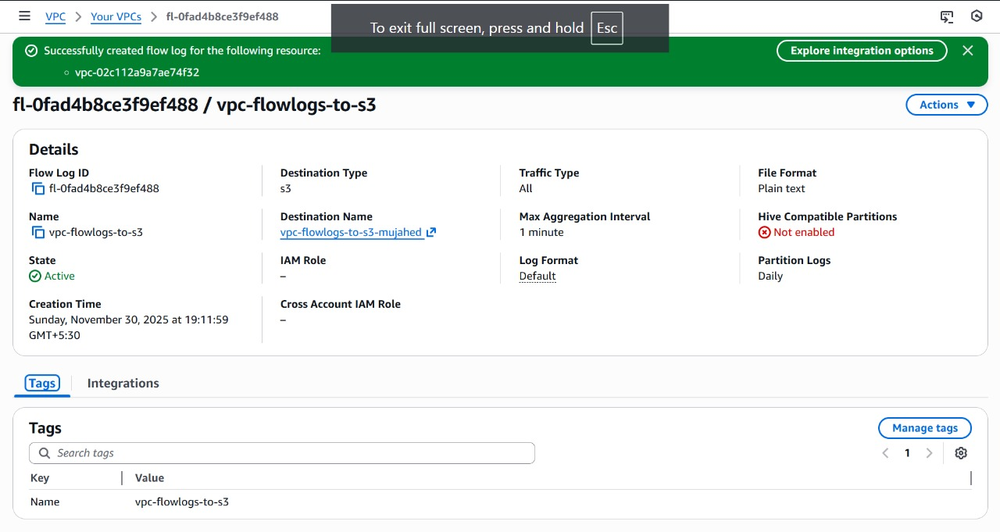 VPC > Your VPCs > fl-0fad4b8ce3f9ef488
To exit full screen, press and hold Esc
Successfully created flow log for the following resource:
vpc-02c112a9a7ae74f32
Explore integration options
fl-0fad4b8ce3f9ef488 / vpc-flowlogs-to-s3
Actions
Details
Flow Log ID
fl-0fad4b8ce3f9ef488
Destination Type
s3
Traffic Type
All
File Format
Plain text
Name
vpc-flowlogs-to-s3
Destination Name
vpc-flowlogs-to-s3-mujahed
Max Aggregation Interval
1 minute
Hive Compatible Partitions
Not enabled
State
Active
IAM Role
–
Log Format
Default
Partition Logs
Daily
Creation Time
Sunday, November 30, 2025 at 19:11:59
GMT+5:30
Cross Account IAM Role
–
Tags
Integrations
Tags
Manage tags
Search tags
1
Key Value
Name vpc-flowlogs-to-s3